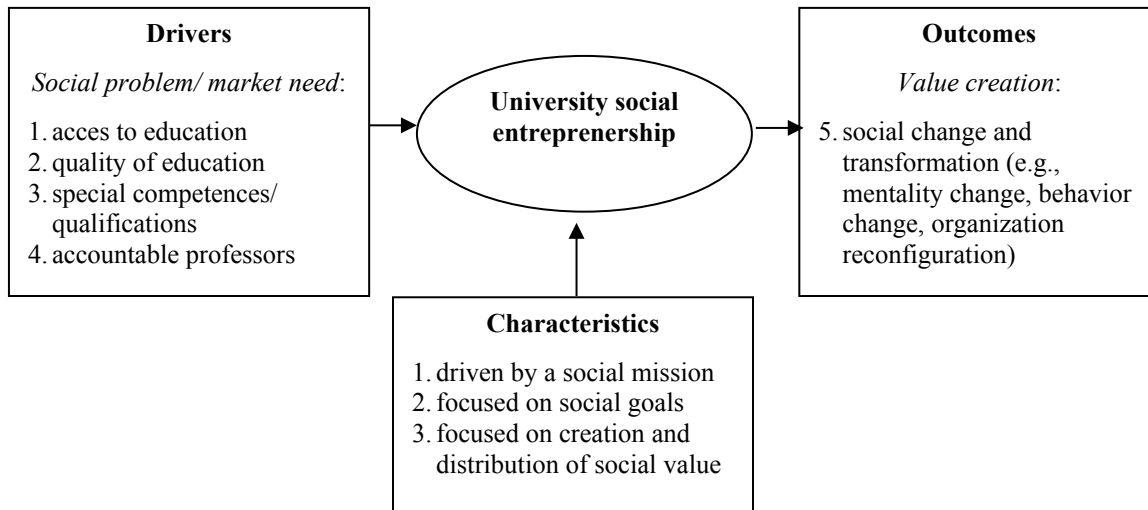 Drivers
Social problem/ market need:
1. acces to education
2. quality of education
3. special competences/
qualifications
4. accountable professors
University social
entreprenership
Outcomes
Value creation:
5. social change and
transformation (e.g.,
mentality change, behavior
change, organization
reconfiguration)
Characteristics
1. driven by a social mission
2. focused on social goals
3. focused on creation and
distribution of social value